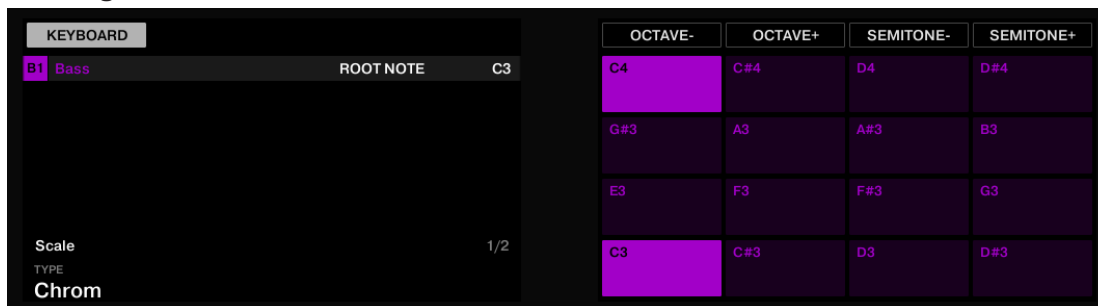 KEYBOARD
B1 Bass ROOT NOTE C3
Scale 1/2
TYPE
Chrom
OCTAVE- OCTAVE+ SEMITONE- SEMITONE+
C4 C#4 D4 D#4
G#3 A3 A#3 B3
E3 F3 F#3 G3
C3 C#3 D3 D#3